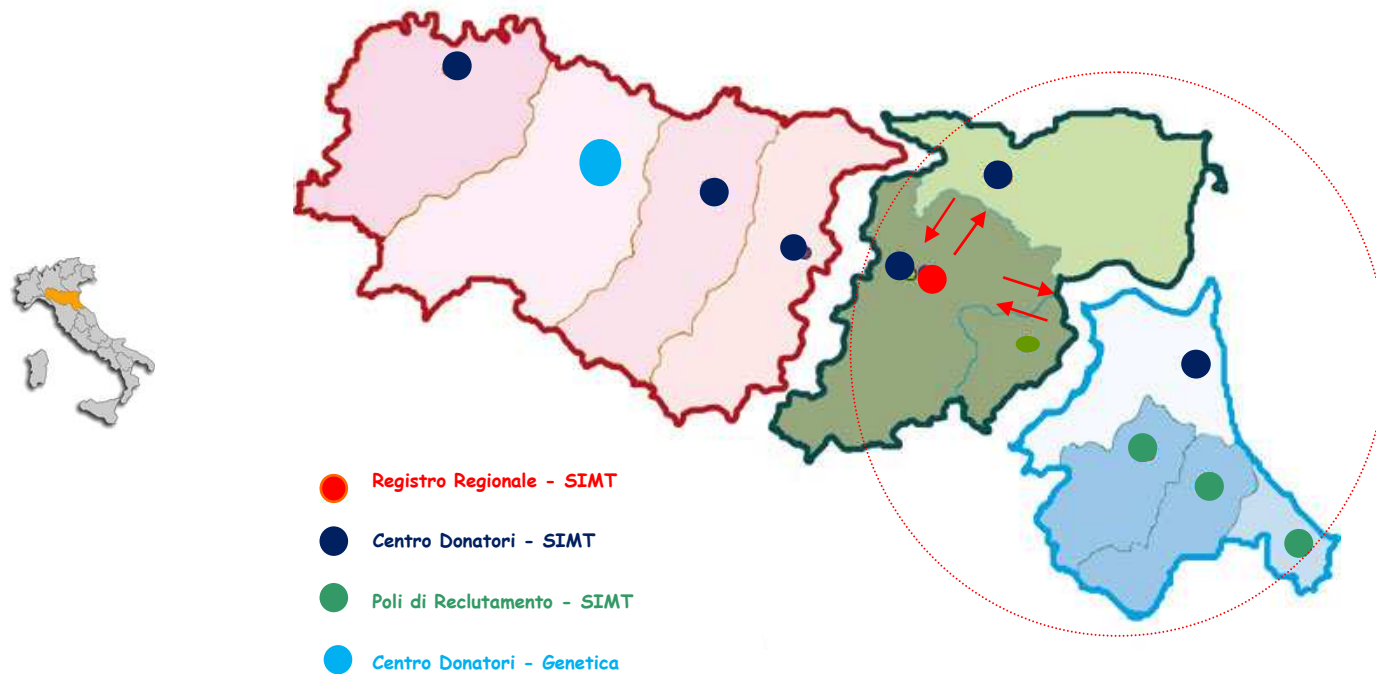 Registro Regionale - SIMT
Centro Donatori - SIMT
Poli di Reclutamento - SIMT
Centro Donatori - Genetica